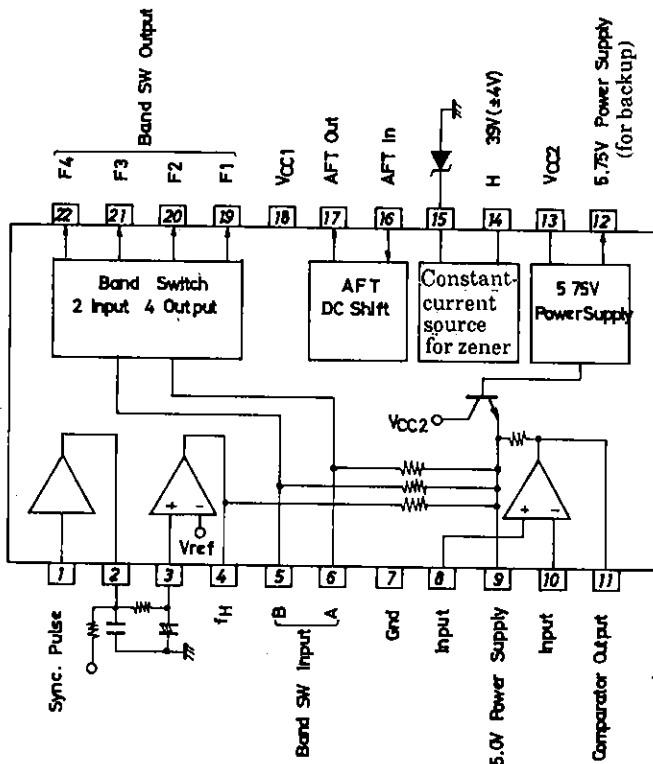 Band SW Output
F4
F3
F2
F1
VCC1
AFT Out
AFT In
H 39V(±4V)
VCC2
5.75V Power Supply
(for backup)
22
21
20
19
18
17
16
15
14
13
12
Band Switch
2 Input 4 Output
AFT
DC Shift
Constant-
current
source
for zener
5 75V
Power Supply
VCC2
+
-
Vref
+
-
1
2
3
4
5
6
7
8
9
10
11
Sync. Pulse
fH
B
A
Band SW Input
Gnd
Input
5.0V Power Supply
Input
Comparator Output